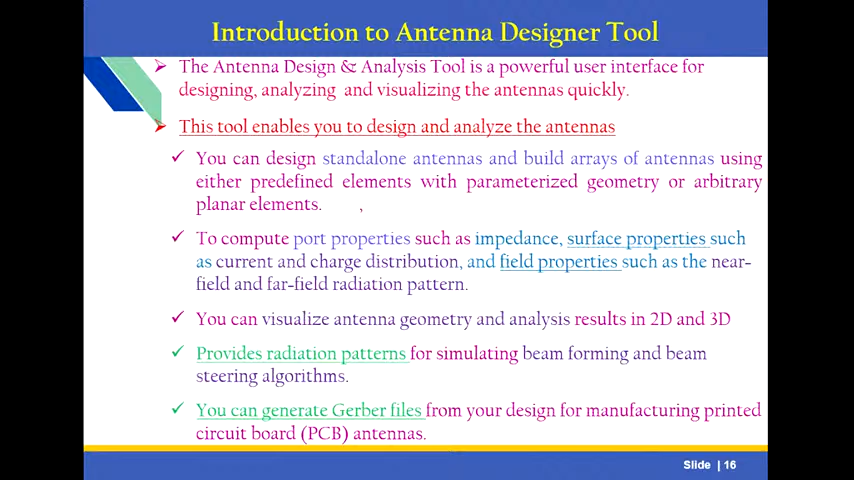 Introduction to Antenna Designer Tool
➢ The Antenna Design & Analysis Tool is a powerful user interface for
designing, analyzing and visualizing the antennas quickly.
➢ This tool enables you to design and analyze the antennas
✓ You can design standalone antennas and build arrays of antennas using
either predefined elements with parameterized geometry or arbitrary
planar elements. ,
✓ To compute port properties such as impedance, surface properties such
as current and charge distribution, and field properties such as the near-
field and far-field radiation pattern.
✓ You can visualize antenna geometry and analysis results in 2D and 3D
✓ Provides radiation patterns for simulating beam forming and beam
steering algorithms.
✓ You can generate Gerber files from your design for manufacturing printed
circuit board (PCB) antennas.
Slide | 16